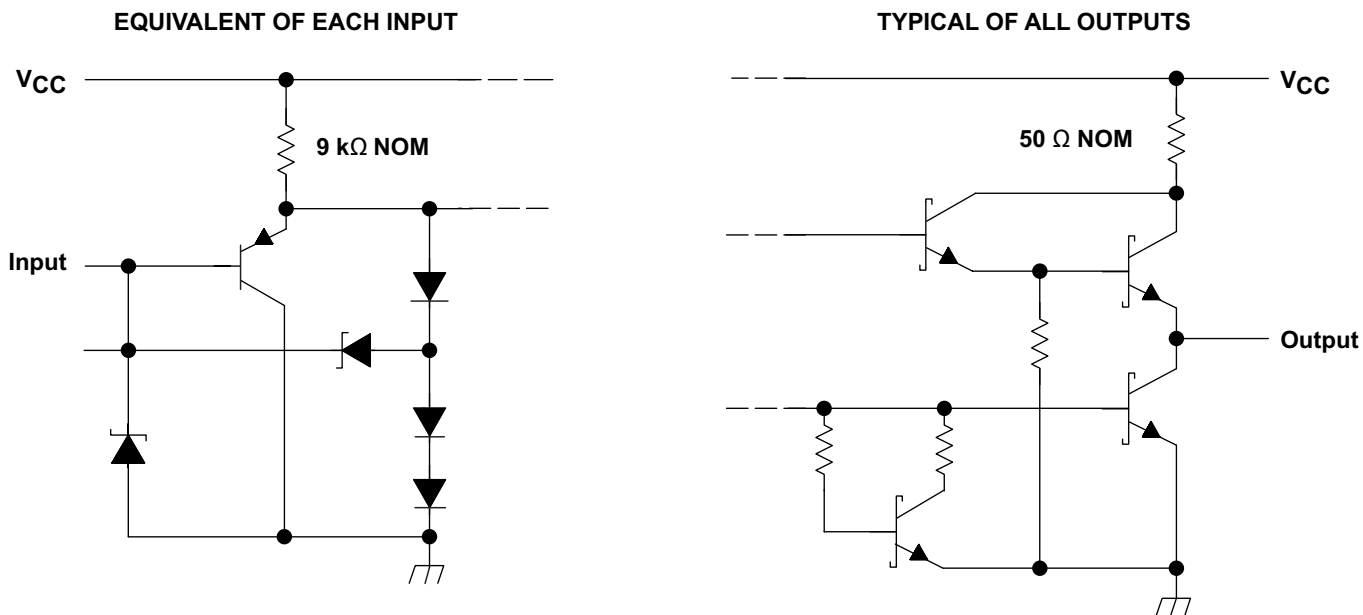 EQUIVALENT OF EACH INPUT
TYPICAL OF ALL OUTPUTS
VCC
VCC
9 kΩ NOM
50 Ω NOM
Input
Output